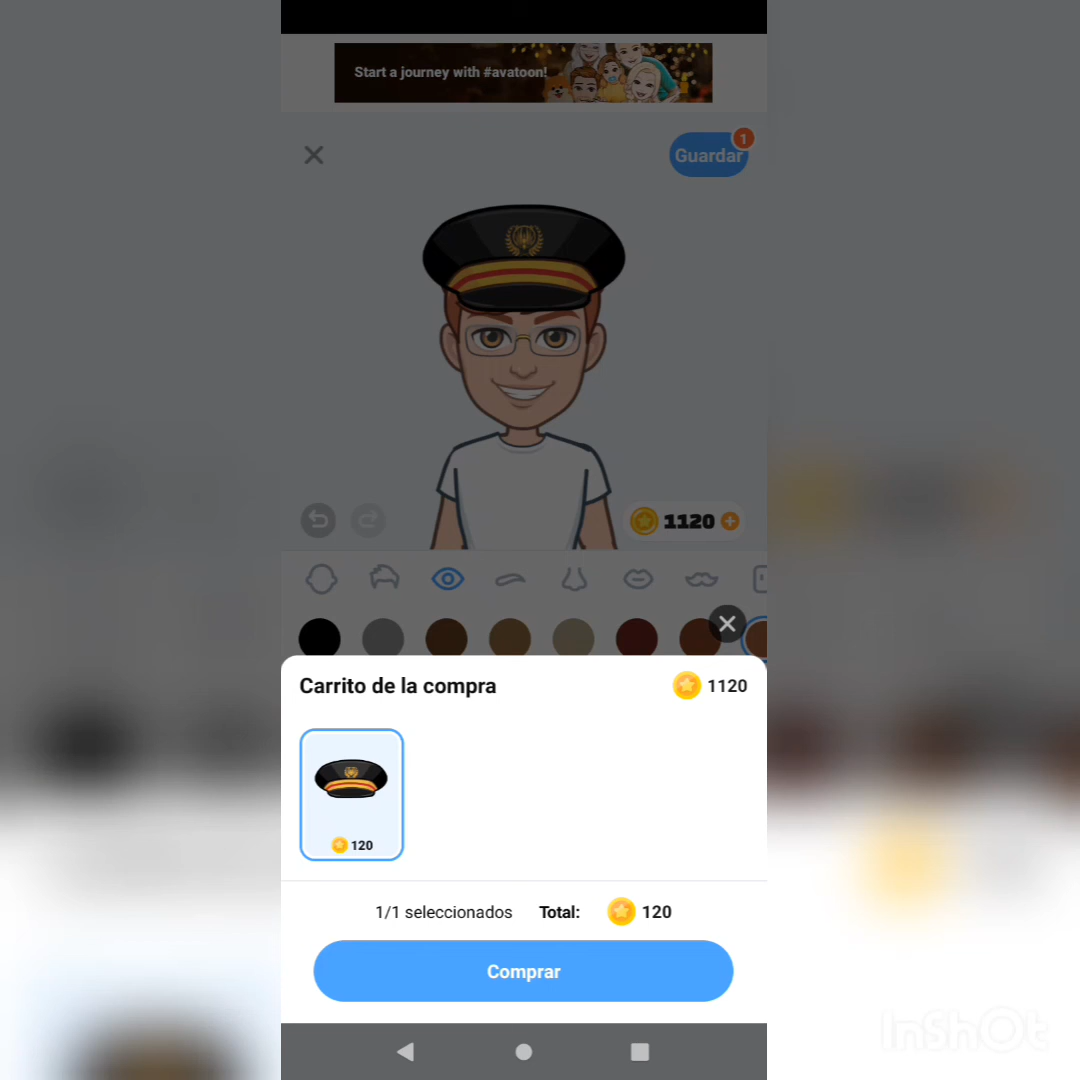 Start a journey with #avatoon!
Guardar
1
1120
Carrito de la compra
1120
120
1/1 seleccionados Total: 120
Comprar
InShOt